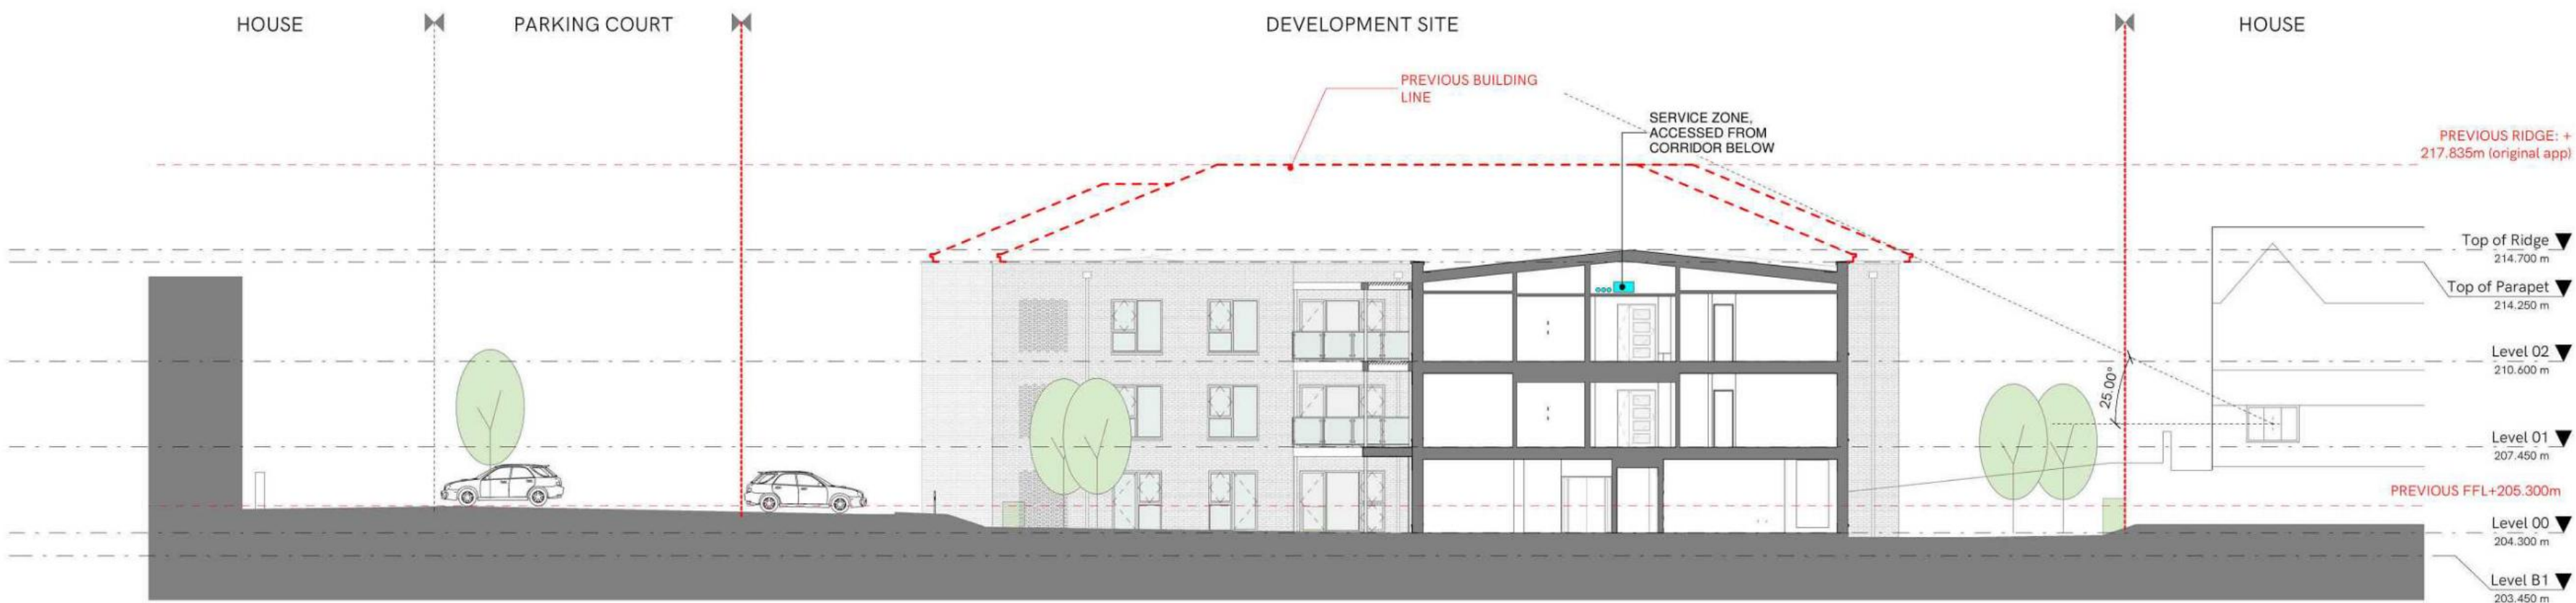 HOUSE
PARKING COURT
DEVELOPMENT SITE
HOUSE
PREVIOUS BUILDING
LINE
SERVICE ZONE,
ACCESSED FROM
CORRIDOR BELOW
PREVIOUS RIDGE: +
217.835m (original app)
Top of Ridge
214.700 m
Top of Parapet
214.250 m
Level 02
210.600 m
25.00°
Level 01
207.450 m
PREVIOUS FFL+205.300m
Level 00
204.300 m
Level B1
203.450 m